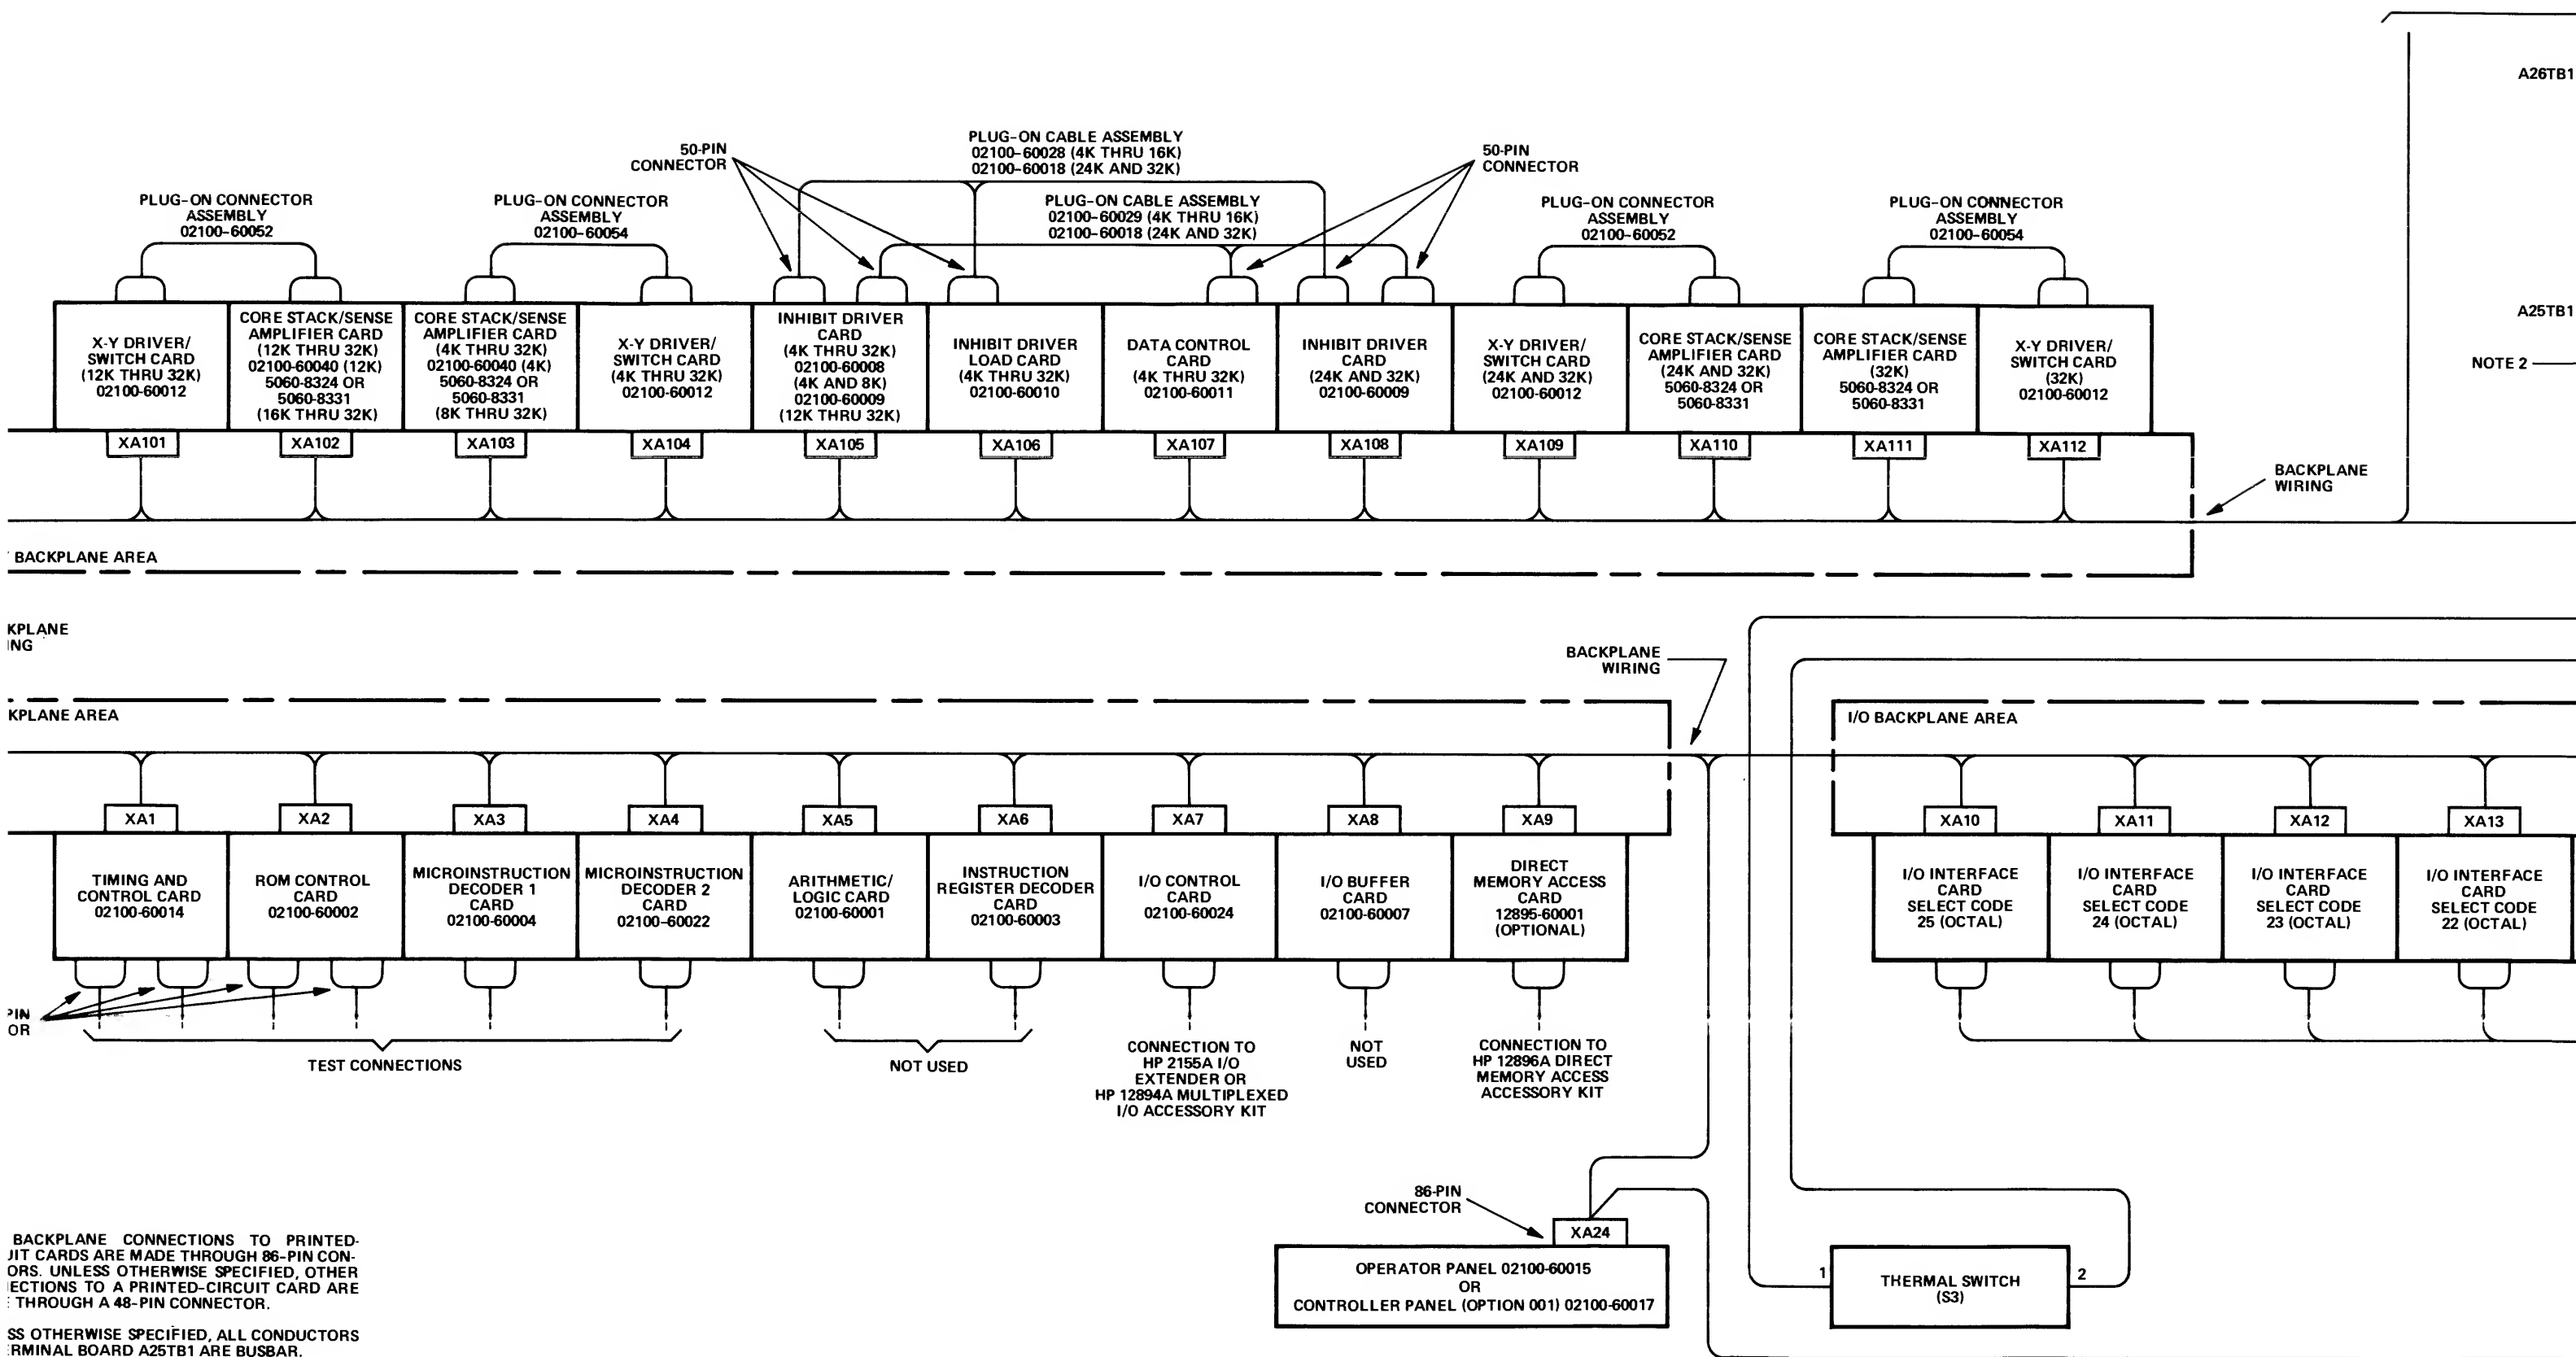 A26TB1
PLUG-ON CABLE ASSEMBLY
02100-60028 (4K THRU 16K)
02100-60018 (24K AND 32K)
50-PIN
CONNECTOR
50-PIN
CONNECTOR
PLUG-ON CONNECTOR
ASSEMBLY
02100-60052
PLUG-ON CONNECTOR
ASSEMBLY
02100-60054
PLUG-ON CABLE ASSEMBLY
02100-60029 (4K THRU 16K)
02100-60018 (24K AND 32K)
PLUG-ON CONNECTOR
ASSEMBLY
02100-60052
PLUG-ON CONNECTOR
ASSEMBLY
02100-60054
X-Y DRIVER/
SWITCH CARD
(12K THRU 32K)
02100-60012
CORE STACK/SENSE
AMPLIFIER CARD
(12K THRU 32K)
02100-60040 (12K)
5060-8324 OR
5060-8331
(16K THRU 32K)
CORE STACK/SENSE
AMPLIFIER CARD
(4K THRU 32K)
02100-60040 (4K)
5060-8324 OR
5060-8331
(8K THRU 32K)
X-Y DRIVER/
SWITCH CARD
(4K THRU 32K)
02100-60012
INHIBIT DRIVER
CARD
(4K THRU 32K)
02100-60008
(4K AND 8K)
02100-60009
(12K THRU 32K)
INHIBIT DRIVER
LOAD CARD
(4K THRU 32K)
02100-60010
DATA CONTROL
CARD
(4K THRU 32K)
02100-60011
INHIBIT DRIVER
CARD
(24K AND 32K)
02100-60009
X-Y DRIVER/
SWITCH CARD
(24K AND 32K)
02100-60012
CORE STACK/SENSE
AMPLIFIER CARD
(24K AND 32K)
5060-8324 OR
5060-8331
CORE STACK/SENSE
AMPLIFIER CARD
(32K)
5060-8324 OR
5060-8331
X-Y DRIVER/
SWITCH CARD
(32K)
02100-60012
A25TB1
NOTE 2
XA101
XA102
XA103
XA104
XA105
XA106
XA107
XA108
XA109
XA110
XA111
XA112
BACKPLANE
WIRING
BACKPLANE AREA
KPLANE
ING
BACKPLANE
WIRING
KPLANE AREA
I/O BACKPLANE AREA
XA1
XA2
XA3
XA4
XA5
XA6
XA7
XA8
XA9
XA10
XA11
XA12
XA13
TIMING AND
CONTROL CARD
02100-60014
ROM CONTROL
CARD
02100-60002
MICROINSTRUCTION
DECODER 1
CARD
02100-60004
MICROINSTRUCTION
DECODER 2
CARD
02100-60022
ARITHMETIC/
LOGIC CARD
02100-60001
INSTRUCTION
REGISTER DECODER
CARD
02100-60003
I/O CONTROL
CARD
02100-60024
I/O BUFFER
CARD
02100-60007
DIRECT
MEMORY ACCESS
CARD
12895-60001
(OPTIONAL)
I/O INTERFACE
CARD
SELECT CODE
25 (OCTAL)
I/O INTERFACE
CARD
SELECT CODE
24 (OCTAL)
I/O INTERFACE
CARD
SELECT CODE
23 (OCTAL)
I/O INTERFACE
CARD
SELECT CODE
22 (OCTAL)
PIN
OR
TEST CONNECTIONS
NOT USED
CONNECTION TO
HP 2155A I/O
EXTENDER OR
HP 12894A MULTIPLEXED
I/O ACCESSORY KIT
NOT
USED
CONNECTION TO
HP 12896A DIRECT
MEMORY ACCESS
ACCESSORY KIT
86-PIN
CONNECTOR
XA24
OPERATOR PANEL 02100-60015
OR
CONTROLLER PANEL (OPTION 001) 02100-60017
1
THERMAL SWITCH
(S3)
2
BACKPLANE CONNECTIONS TO PRINTED-
UIT CARDS ARE MADE THROUGH 86-PIN CON-
ORS. UNLESS OTHERWISE SPECIFIED, OTHER
ECTIONS TO A PRINTED-CIRCUIT CARD ARE
THROUGH A 48-PIN CONNECTOR.
SS OTHERWISE SPECIFIED, ALL CONDUCTORS
RMINAL BOARD A25TB1 ARE BUSBAR.